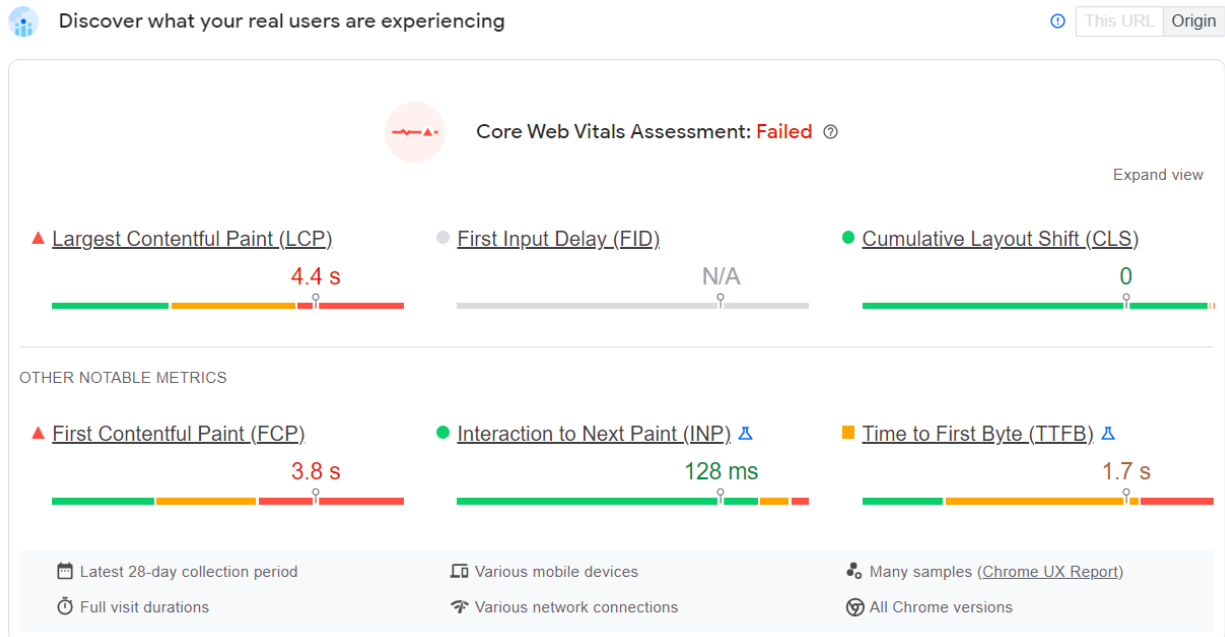 Discover what your real users are experiencing
This URL Origin
Core Web Vitals Assessment: Failed
Expand view
Largest Contentful Paint (LCP)
4.4 s
First Input Delay (FID)
N/A
Cumulative Layout Shift (CLS)
0
OTHER NOTABLE METRICS
First Contentful Paint (FCP)
3.8 s
Interaction to Next Paint (INP)
128 ms
Time to First Byte (TTFB)
1.7 s
Latest 28-day collection period
Various mobile devices
Many samples (Chrome UX Report)
Full visit durations
Various network connections
All Chrome versions